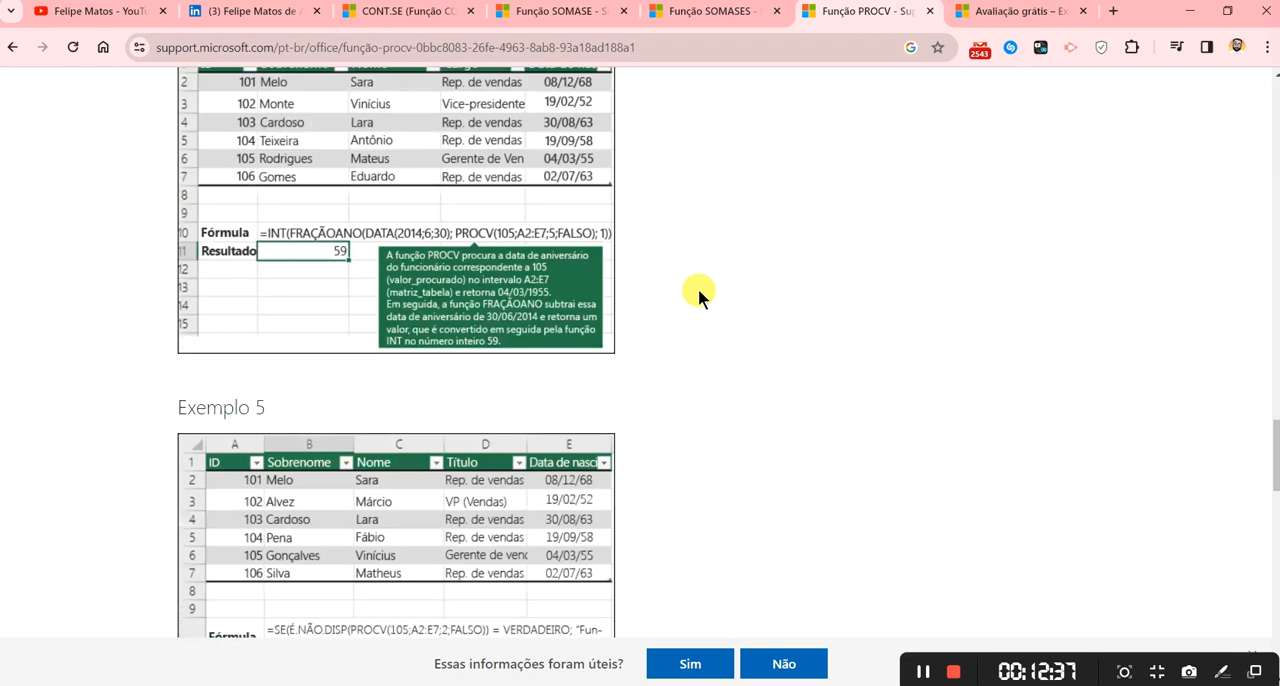 Felipe Matos - YouTu
(3) Felipe Matos de A
CONT.SE (Função CO
Função SOMASE - S
Função SOMASES - S
Função PROCV - Sup
Avaliação grátis – Ex
support.microsoft.com/pt-br/office/função-procv-0bbc8083-26fe-4963-8ab8-93a18ad188a1
2543
2 101 Melo Sara Rep. de vendas 08/12/68
3 102 Monte Vinícius Vice-presidente 19/02/52
4 103 Cardoso Lara Rep. de vendas 30/08/63
5 104 Teixeira Antônio Rep. de vendas 19/09/58
6 105 Rodrigues Mateus Gerente de Ven 04/03/55
7 106 Gomes Eduardo Rep. de vendas 02/07/63
8
9
10 Fórmula =INT(FRAÇÃOANO(DATA(2014;6;30); PROCV(105;A2:E7;5;FALSO); 1))
11 Resultado 59
12
13
14
15
A função PROCV procura a data de aniversário
do funcionário correspondente a 105
(valor_procurado) no intervalo A2:E7
(matriz_tabela) e retorna 04/03/1955.
Em seguida, a função FRAÇÃOANO subtrai essa
data de aniversário de 30/06/2014 e retorna um
valor, que é convertido em seguida pela função
INT no número inteiro 59.
Exemplo 5
A B C D E
1 ID Sobrenome Nome Título Data de nasci
2 101 Melo Sara Rep. de vendas 08/12/68
3 102 Alvez Márcio VP (Vendas) 19/02/52
4 103 Cardoso Lara Rep. de vendas 30/08/63
5 104 Pena Fábio Rep. de vendas 19/09/58
6 105 Gonçalves Vinícius Gerente de venc 04/03/55
7 106 Silva Matheus Rep. de vendas 02/07/63
8
9
Fórmula =SE(É.NÃO.DISP(PROCV(105;A2:E7;2;FALSO)) = VERDADEIRO; "Fun-
Essas informações foram úteis?
Sim
Não
00:12:37